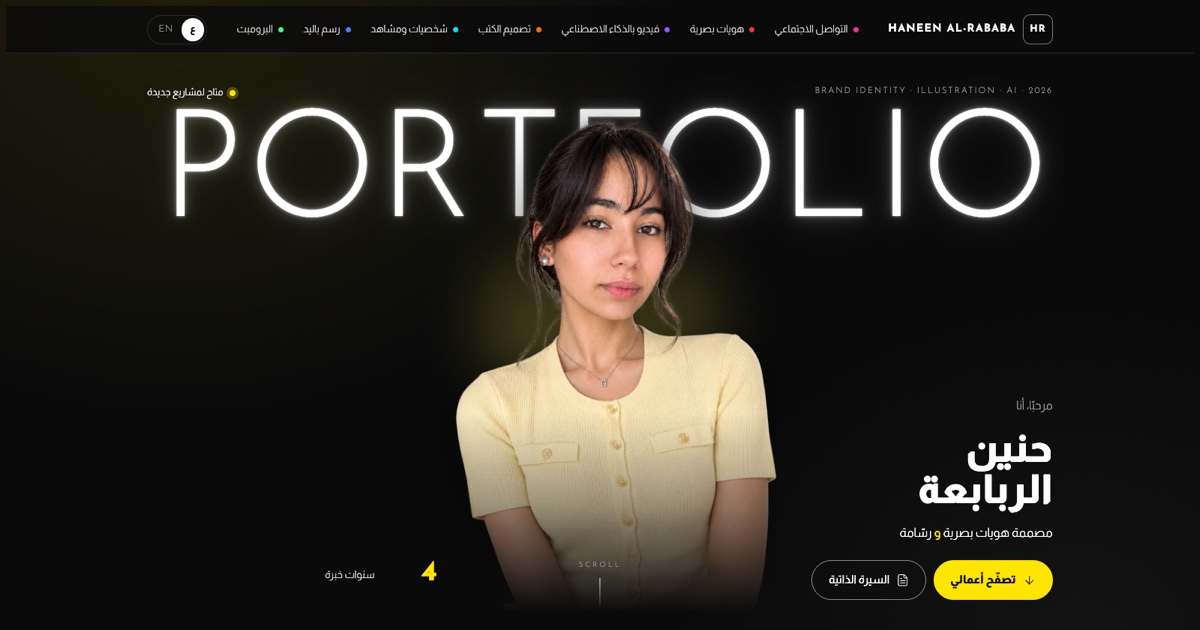 HR HANEEN AL-RABABA
التواصل الاجتماعي
هويات بصرية
فيديو بالذكاء الاصطناعي
تصميم الكتب
شخصيات ومشاهد
رسم باليد
البرومبت
ع EN
BRAND IDENTITY · ILLUSTRATION · AI · 2026
متاح لمشاريع جديدة
PORTFOLIO
مرحبًا، أنا
حنين
الربابعة
مصممة هويات بصرية و رسّامة
تصفّح أعمالي
السيرة الذاتية
SCROLL
4 سنوات خبرة